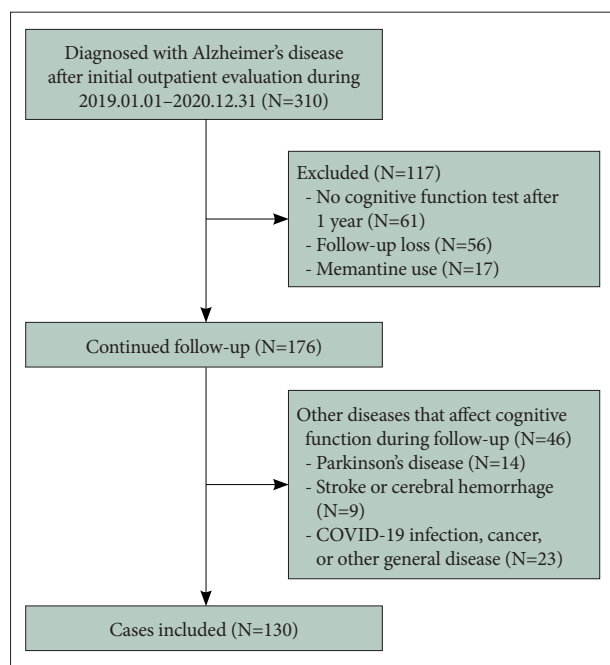 Diagnosed with Alzheimer's disease
after initial outpatient evaluation during
2019.01.01–2020.12.31 (N=310)
Excluded (N=117)
- No cognitive function test after
1 year (N=61)
- Follow-up loss (N=56)
- Memantine use (N=17)
Continued follow-up (N=176)
Other diseases that affect cognitive
function during follow-up (N=46)
- Parkinson's disease (N=14)
- Stroke or cerebral hemorrhage
(N=9)
- COVID-19 infection, cancer,
or other general disease (N=23)
Cases included (N=130)